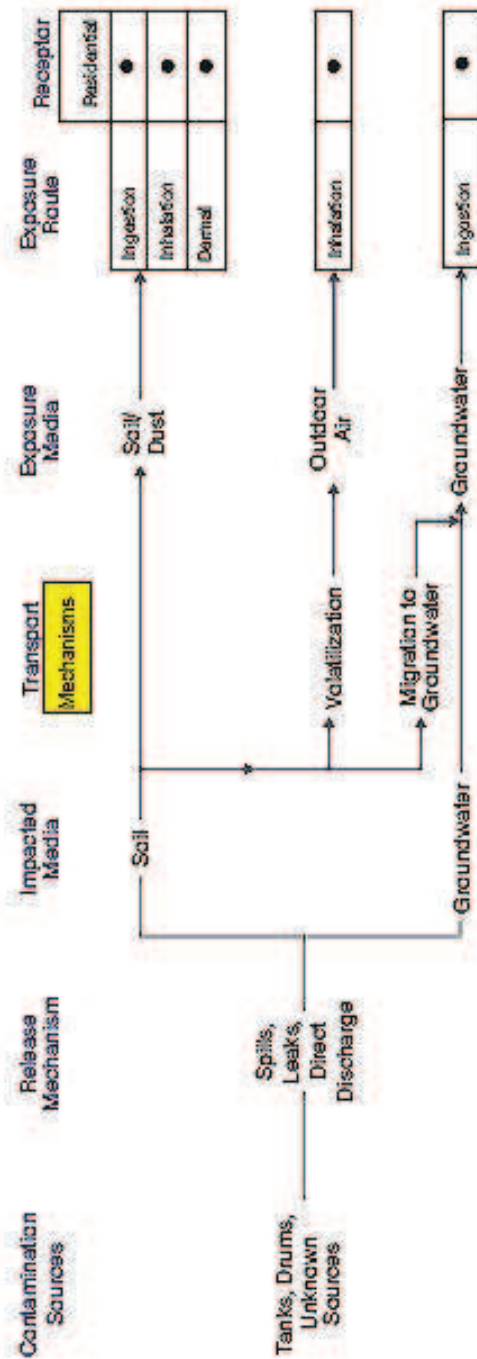 Contamination
Sources
Release
Mechanism
Impacted
Media
Transport
Mechanisms
Exposure
Media
Exposure
Route
Receptor
Residential
Tanks, Drums,
Unknown
Sources
Spills,
Leaks,
Direct
Discharge
Soil
Soil/
Dust
Ingestion
Inhalation
Dermal
Volatilization
Outdoor
Air
Inhalation
Migration to
Groundwater
Groundwater
Groundwater
Ingestion